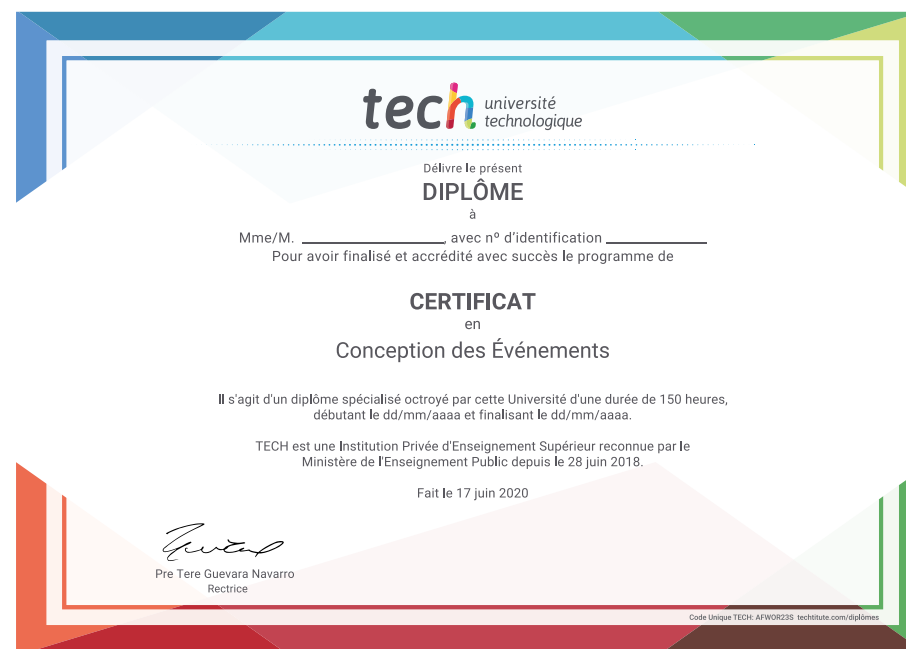 tech université
technologique
Délivre le présent
DIPLÔME
à
Mme/M. ____________________, avec nº d'identification ______________
Pour avoir finalisé et accrédité avec succès le programme de
CERTIFICAT
en
Conception des Événements
Il s'agit d'un diplôme spécialisé octroyé par cette Université d'une durée de 150 heures,
débutant le dd/mm/aaaa et finalisant le dd/mm/aaaa.
TECH est une Institution Privée d'Enseignement Supérieur reconnue par le
Ministère de l'Enseignement Public depuis le 28 juin 2018.
Fait le 17 juin 2020
Pre Tere Guevara Navarro
Rectrice
Code Unique TECH: AFWOR23S techtitute.com/diplômes